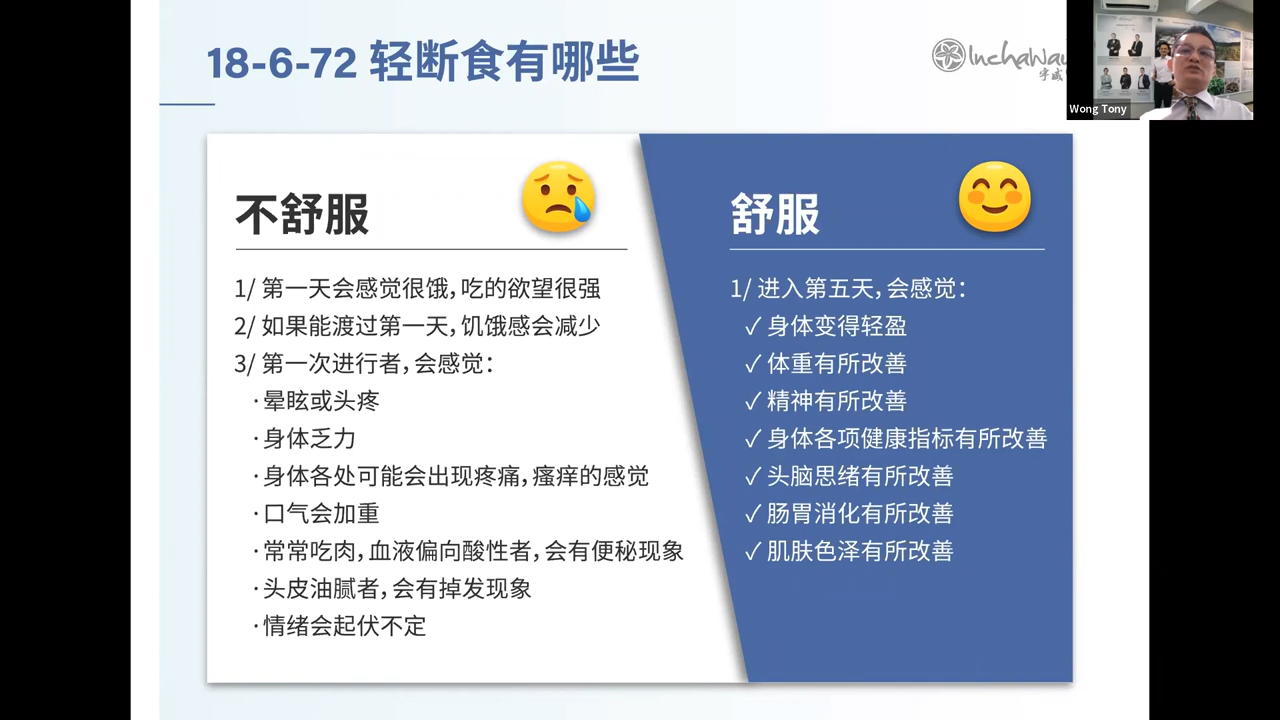 18-6-72 轻断食有哪些
Inchaway
Wong Tony
不舒服
1/ 第一天会感觉很饿，吃的欲望很强
2/ 如果能渡过第一天，饥饿感会减少
3/ 第一次进行者，会感觉：
·晕眩或头疼
·身体乏力
·身体各处可能会出现疼痛，瘙痒的感觉
·口气会加重
·常常吃肉，血液偏向酸性者，会有便秘现象
·头皮油腻者，会有掉发现象
·情绪会起伏不定
舒服
1/ 进入第五天，会感觉：
✓ 身体变得轻盈
✓ 体重有所改善
✓ 精神有所改善
✓ 身体各项健康指标有所改善
✓ 头脑思绪有所改善
✓ 肠胃消化有所改善
✓ 肌肤色泽有所改善